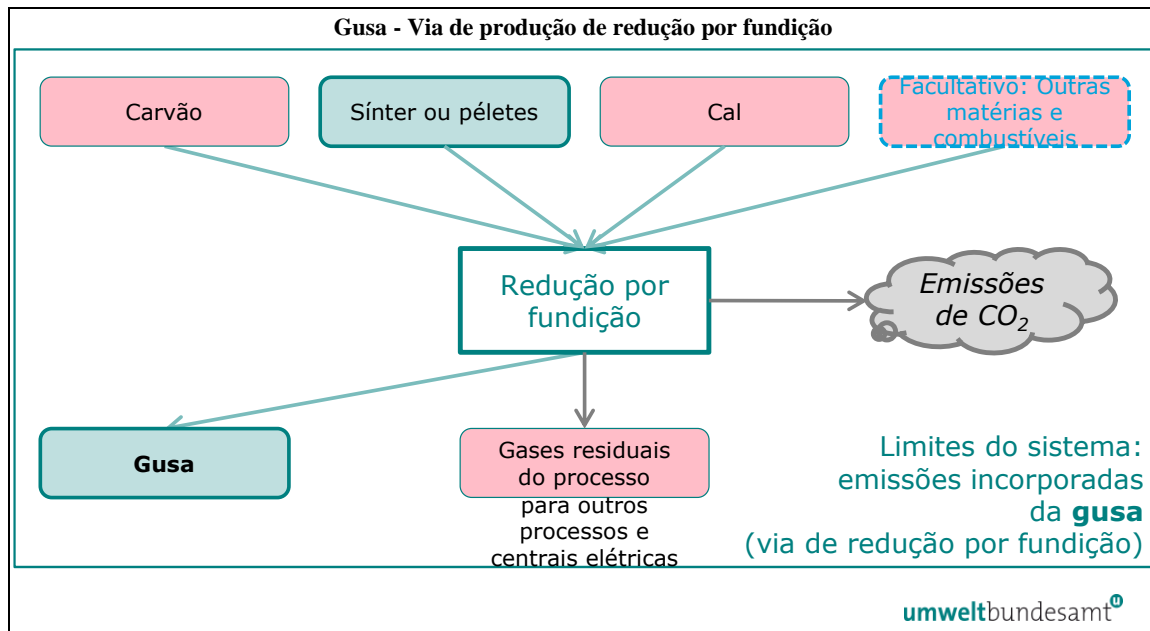 Gusa - Via de produção de redução por fundição
Carvão
Sínter ou péletes
Cal
Facultativo: Outras
matérias e
combustíveis
Redução por
fundição
Emissões
de CO₂
Gusa
Gases residuais
do processo
para outros
processos e
centrais elétricas
Limites do sistema:
emissões incorporadas
da gusa
(via de redução por fundição)
umweltbundesamt
u